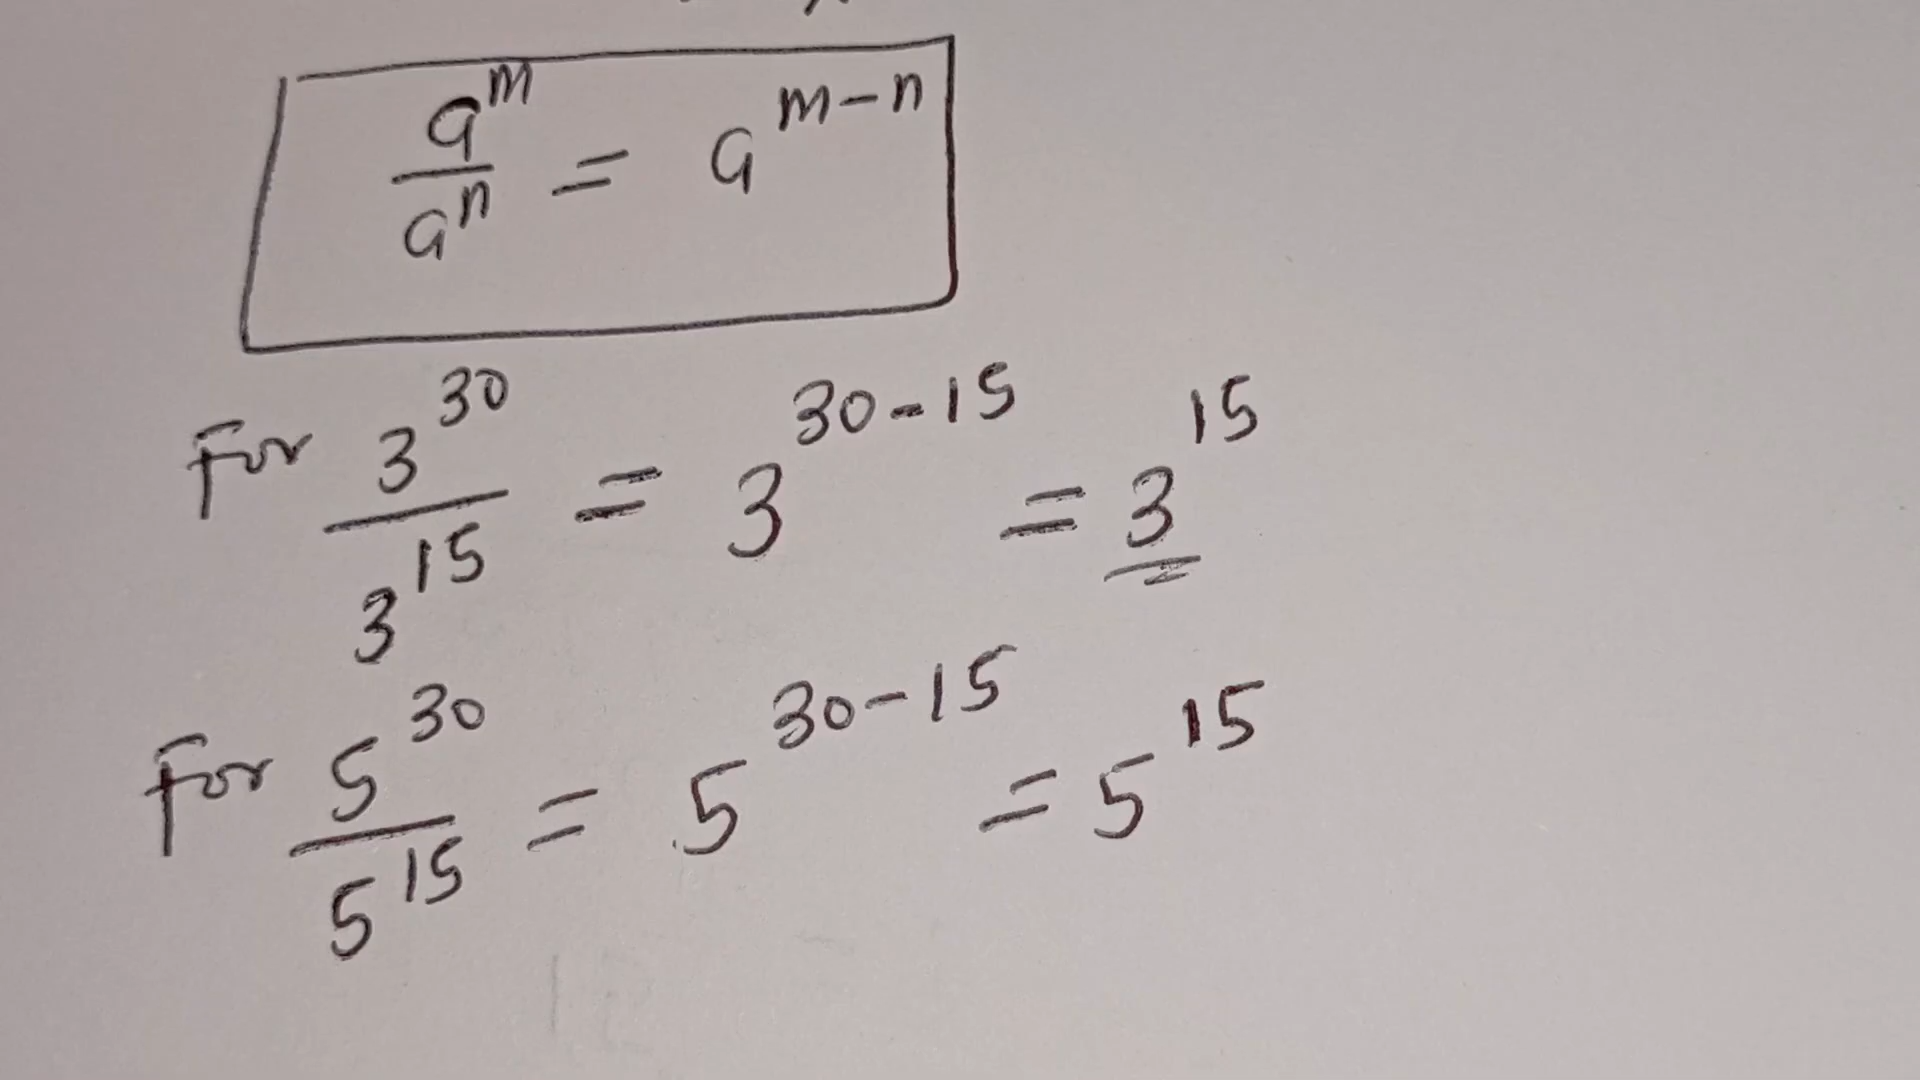 a^m/a^n = a^(m-n)
For 3^30/3^15 = 3^(30-15) = 3^15
For 5^30/5^15 = 5^(30-15) = 5^15